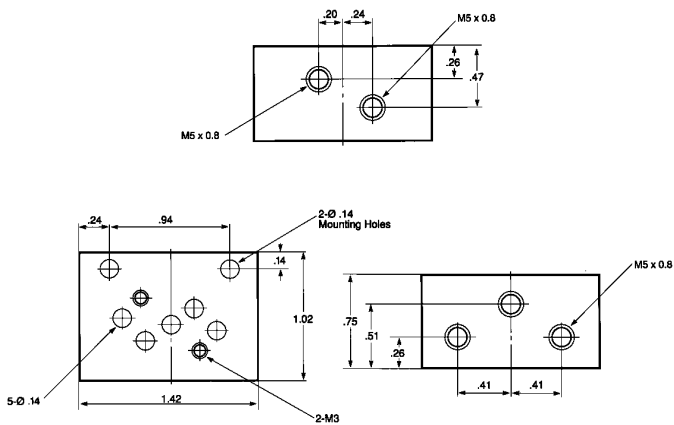 .20
.24
M5 x 0.8
.26
.47
M5 x 0.8
.24
.94
2-Ø .14
Mounting Holes
.14
M5 x 0.8
1.02
.75
.51
.26
.41
.41
5-Ø .14
1.42
2-M3